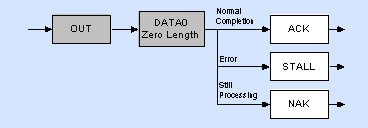 OUT
DATA0
Zero Length
Normal
Completion
ACK
Error
STALL
Still
Processing
NAK